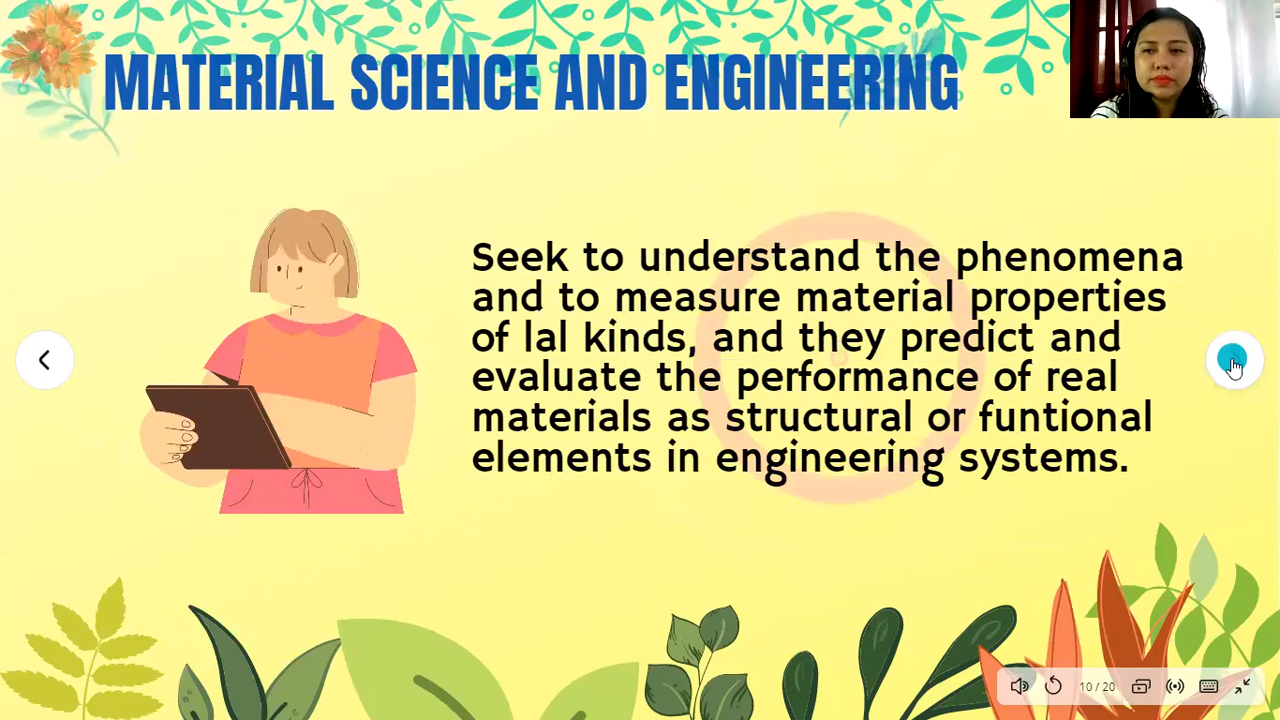 MATERIAL SCIENCE AND ENGINEERING
Seek to understand the phenomena
and to measure material properties
of lal kinds, and they predict and
evaluate the performance of real
materials as structural or funtional
elements in engineering systems.
10 / 20